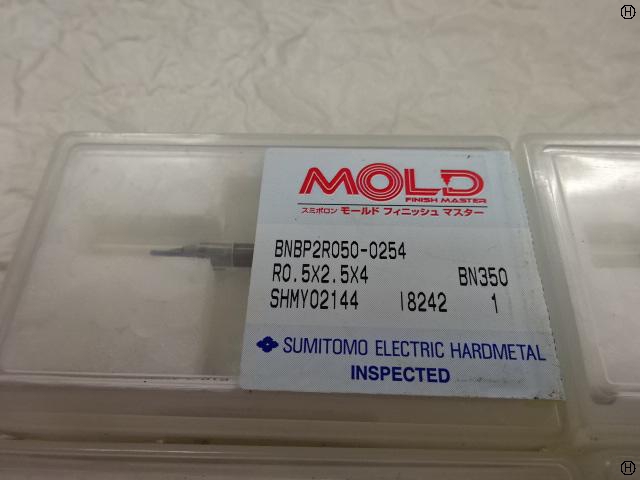 MOLD
FINISH MASTER
スミボロン モールド フィニッシュ マスター
BNBP2R050-0254
R0.5X2.5X4 BN350
SHMY02144 I8242 1
SUMITOMO ELECTRIC HARDMETAL
INSPECTED
H
H